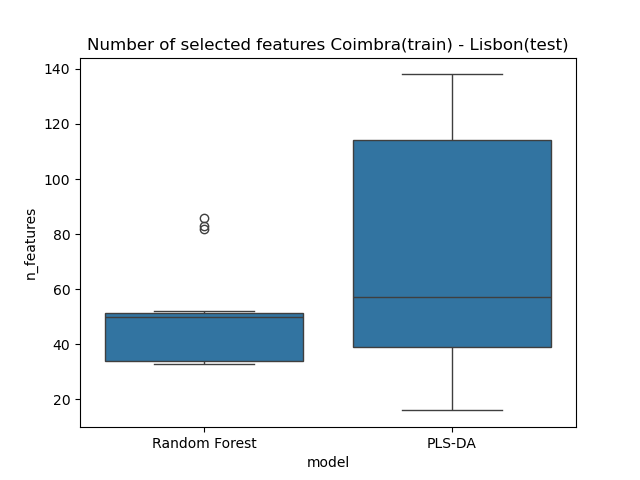 Number of selected features Coimbra(train) - Lisbon(test)
140
120
100
80
60
40
20
n_features
Random Forest
PLS-DA
model